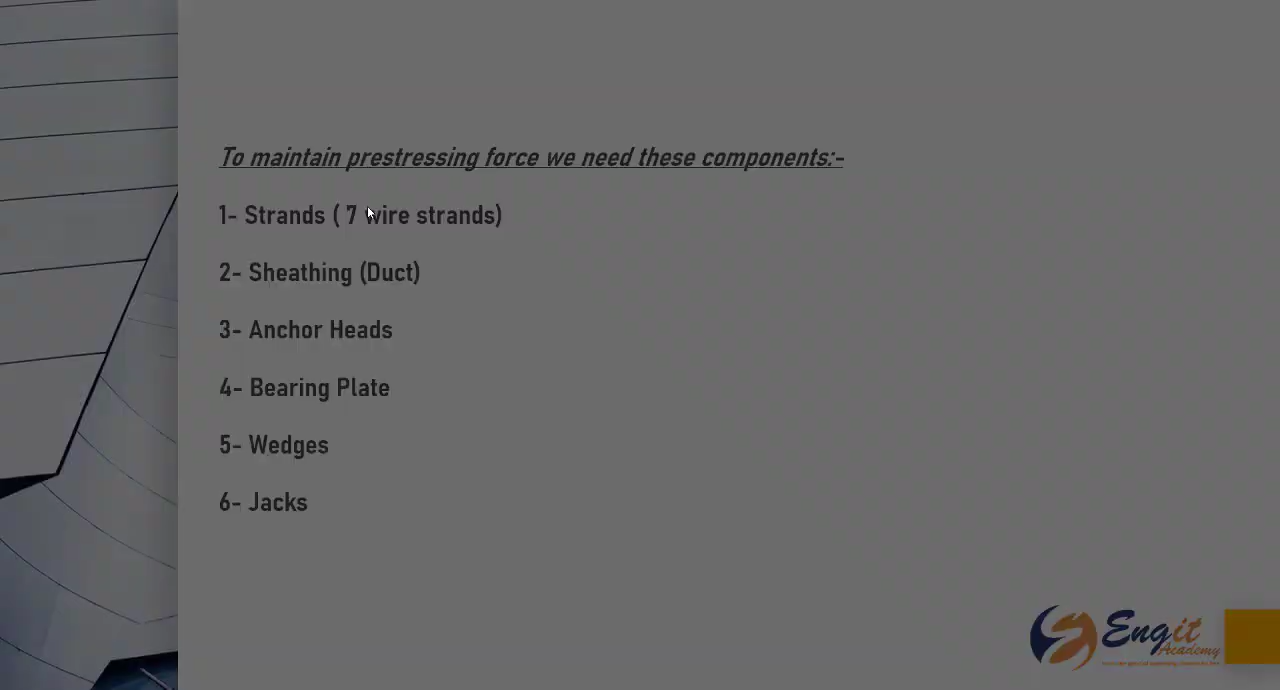 To maintain prestressing force we need these components:-
1- Strands ( 7 wire strands)
2- Sheathing (Duct)
3- Anchor Heads
4- Bearing Plate
5- Wedges
6- Jacks
Engit
Academy